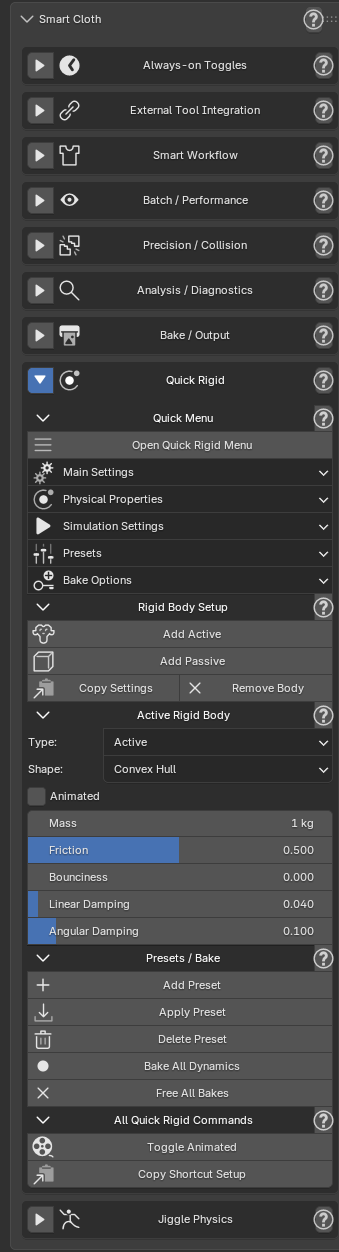 Smart Cloth
Always-on Toggles
External Tool Integration
Smart Workflow
Batch / Performance
Precision / Collision
Analysis / Diagnostics
Bake / Output
Quick Rigid
Quick Menu
Open Quick Rigid Menu
Main Settings
Physical Properties
Simulation Settings
Presets
Bake Options
Rigid Body Setup
Add Active
Add Passive
Copy Settings Remove Body
Active Rigid Body
Type: Active
Shape: Convex Hull
Animated
Mass 1 kg
Friction 0.500
Bounciness 0.000
Linear Damping 0.040
Angular Damping 0.100
Presets / Bake
Add Preset
Apply Preset
Delete Preset
Bake All Dynamics
Free All Bakes
All Quick Rigid Commands
Toggle Animated
Copy Shortcut Setup
Jiggle Physics